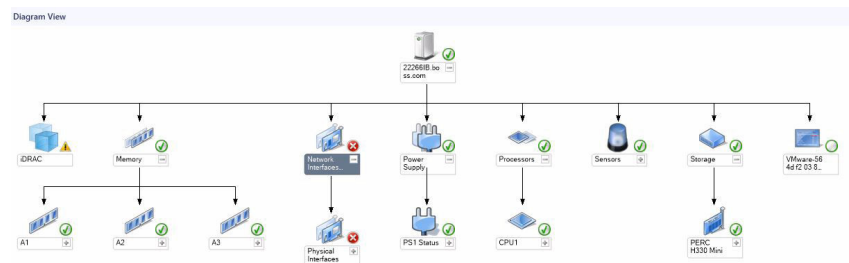 Diagram View
22266IB.bo
ss.com
iDRAC
Memory
Network
Interfaces..
Power
Supply
Processors
Sensors
Storage
VMware-56
4d f2 03 8..
A1
A2
A3
Physical
Interfaces
PS1 Status
CPU1
PERC
H330 Mini